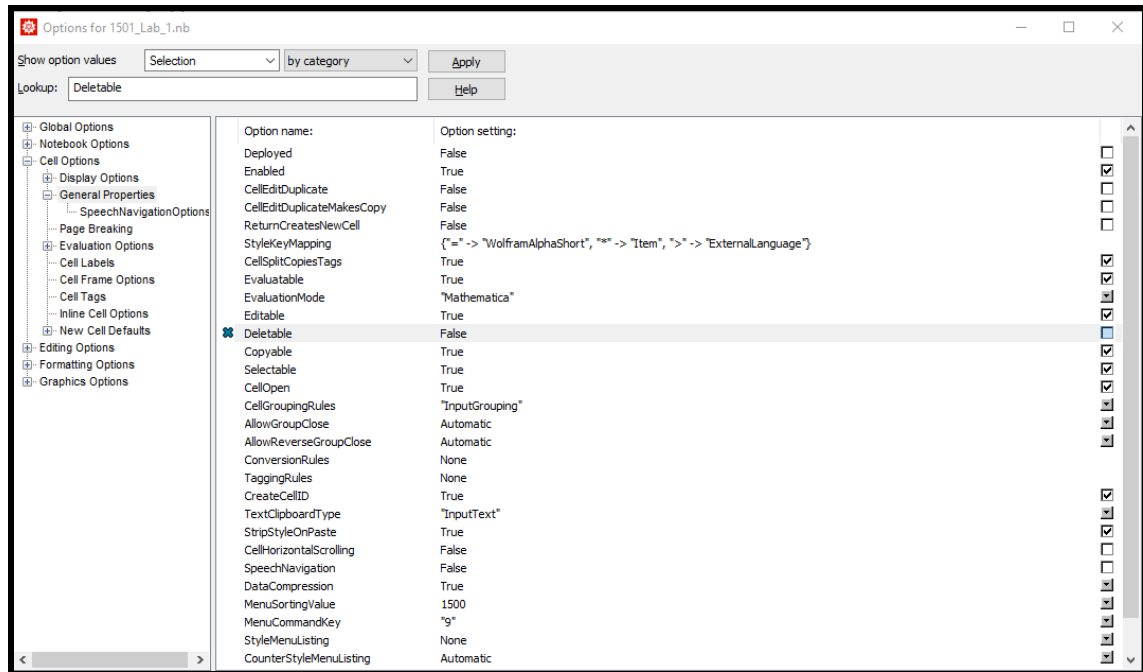 Options for 1501_Lab_1.nb
Show option values Selection by category Apply
Lookup: Deletable Help
Global Options
Notebook Options
Cell Options
Display Options
General Properties
SpeechNavigationOptions
Page Breaking
Evaluation Options
Cell Labels
Cell Frame Options
Cell Tags
Inline Cell Options
New Cell Defaults
Editing Options
Formatting Options
Graphics Options
Option name: Option setting:
Deployed False
Enabled True
CellEditDuplicate False
CellEditDuplicateMakesCopy False
ReturnCreatesNewCell False
StyleKeyMapping {"=" -> "WolframAlphaShort", "*" -> "Item", ">" -> "ExternalLanguage"}
CellSplitCopiesTags True
Evaluatable True
EvaluationMode "Mathematica"
Editable True
Deletable False
Copyable True
Selectable True
CellOpen True
CellGroupingRules "InputGrouping"
AllowGroupClose Automatic
AllowReverseGroupClose Automatic
ConversionRules None
TaggingRules None
CreateCellID True
TextClipboardType "InputText"
StripStyleOnPaste True
CellHorizontalScrolling False
SpeechNavigation False
DataCompression True
MenuSortingValue 1500
MenuCommandKey "9"
StyleMenuListing None
CounterStyleMenuListing Automatic